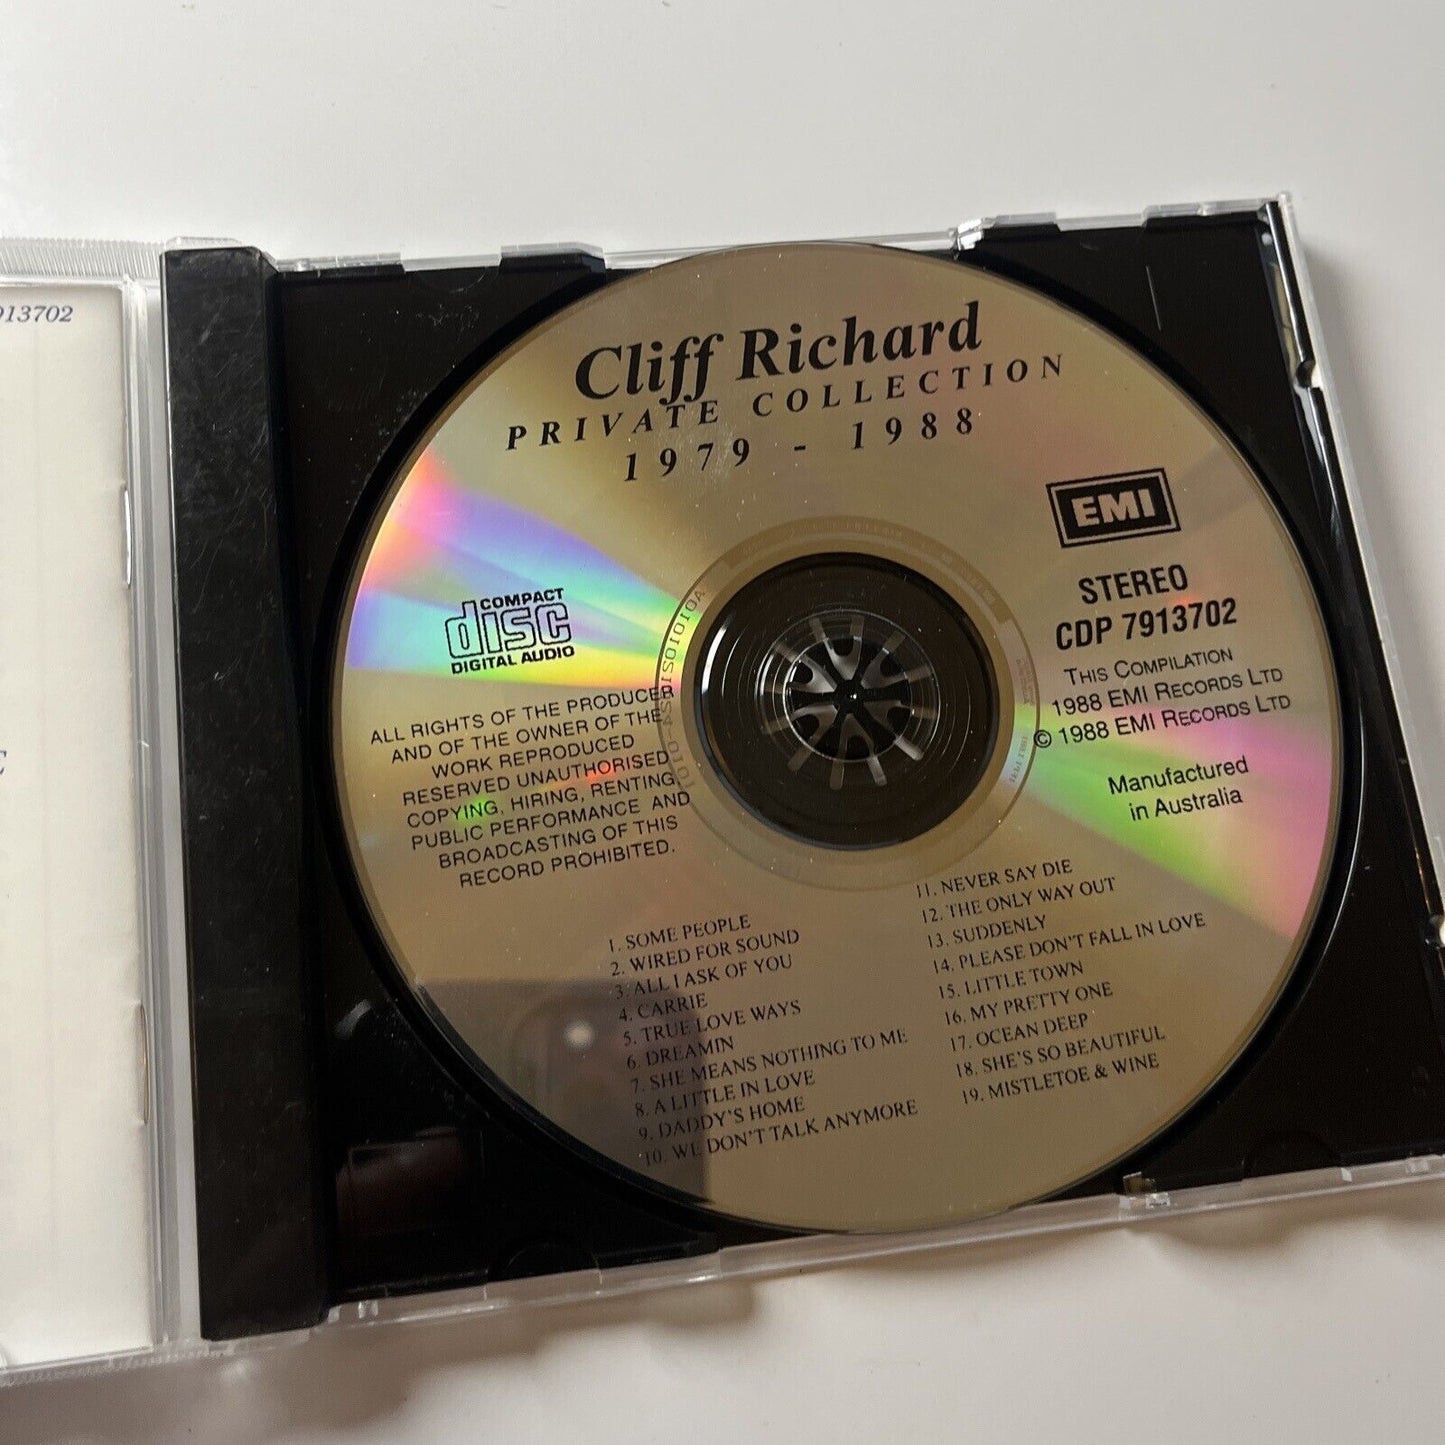 913702
E
Cliff Richard
PRIVATE COLLECTION
1979 - 1988
EMI
STEREO
CDP 7913702
THIS COMPILATION
1988 EMI RECORDS LTD
© 1988 EMI RECORDS LTD
Manufactured
in Australia
COMPACT
disc
DIGITAL AUDIO
ALL RIGHTS OF THE PRODUCER
AND OF THE OWNER OF THE
WORK REPRODUCED
RESERVED UNAUTHORISED
COPYING, HIRING, RENTING,
PUBLIC PERFORMANCE AND
BROADCASTING OF THIS
RECORD PROHIBITED.
1. SOME PEOPLE
2. WIRED FOR SOUND
3. ALL I ASK OF YOU
4. CARRIE
5. TRUE LOVE WAYS
6. DREAMIN
7. SHE MEANS NOTHING TO ME
8. A LITTLE IN LOVE
9. DADDY'S HOME
10. WE DON'T TALK ANYMORE
11. NEVER SAY DIE
12. THE ONLY WAY OUT
13. SUDDENLY
14. PLEASE DON'T FALL IN LOVE
15. LITTLE TOWN
16. MY PRETTY ONE
17. OCEAN DEEP
18. SHE'S SO BEAUTIFUL
19. MISTLETOE & WINE